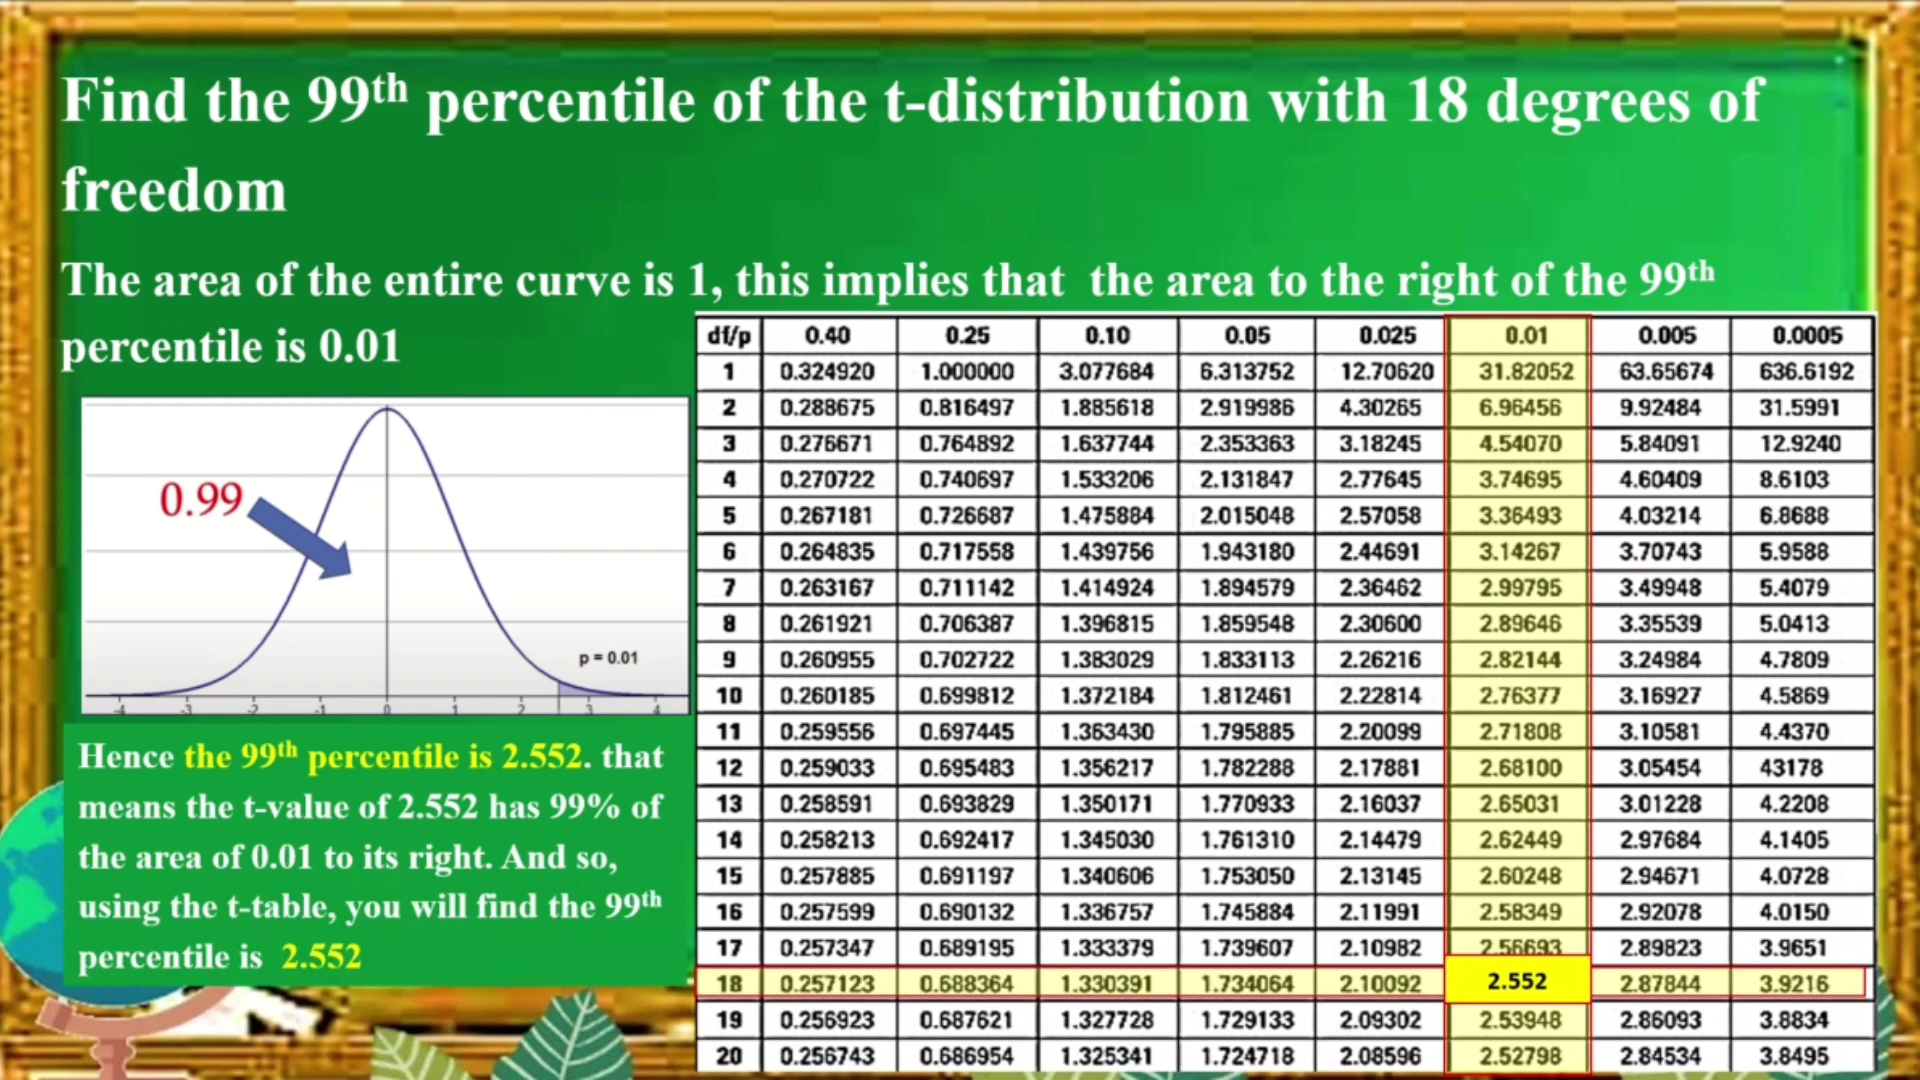 Find the 99th percentile of the t-distribution with 18 degrees of
freedom
The area of the entire curve is 1, this implies that the area to the right of the 99th
percentile is 0.01
0.99
p = 0.01
-4 -3 -2 -1 0 1 2 3 4
Hence the 99th percentile is 2.552. that
means the t-value of 2.552 has 99% of
the area of 0.01 to its right. And so,
using the t-table, you will find the 99th
percentile is 2.552
df/p 0.40 0.25 0.10 0.05 0.025 0.01 0.005 0.0005
1 0.324920 1.000000 3.077684 6.313752 12.70620 31.82052 63.65674 636.6192
2 0.288675 0.816497 1.885618 2.919986 4.30265 6.96456 9.92484 31.5991
3 0.276671 0.764892 1.637744 2.353363 3.18245 4.54070 5.84091 12.9240
4 0.270722 0.740697 1.533206 2.131847 2.77645 3.74695 4.60409 8.6103
5 0.267181 0.726687 1.475884 2.015048 2.57058 3.36493 4.03214 6.8688
6 0.264835 0.717558 1.439756 1.943180 2.44691 3.14267 3.70743 5.9588
7 0.263167 0.711142 1.414924 1.894579 2.36462 2.99795 3.49948 5.4079
8 0.261921 0.706387 1.396815 1.859548 2.30600 2.89646 3.35539 5.0413
9 0.260955 0.702722 1.383029 1.833113 2.26216 2.82144 3.24984 4.7809
10 0.260185 0.699812 1.372184 1.812461 2.22814 2.76377 3.16927 4.5869
11 0.259556 0.697445 1.363430 1.795885 2.20099 2.71808 3.10581 4.4370
12 0.259033 0.695483 1.356217 1.782288 2.17881 2.68100 3.05454 43178
13 0.258591 0.693829 1.350171 1.770933 2.16037 2.65031 3.01228 4.2208
14 0.258213 0.692417 1.345030 1.761310 2.14479 2.62449 2.97684 4.1405
15 0.257885 0.691197 1.340606 1.753050 2.13145 2.60248 2.94671 4.0728
16 0.257599 0.690132 1.336757 1.745884 2.11991 2.58349 2.92078 4.0150
17 0.257347 0.689195 1.333379 1.739607 2.10982 2.56693 2.89823 3.9651
18 0.257123 0.688364 1.330391 1.734064 2.10092 2.552 2.87844 3.9216
19 0.256923 0.687621 1.327728 1.729133 2.09302 2.53948 2.86093 3.8834
20 0.256743 0.686954 1.325341 1.724718 2.08596 2.52798 2.84534 3.8495